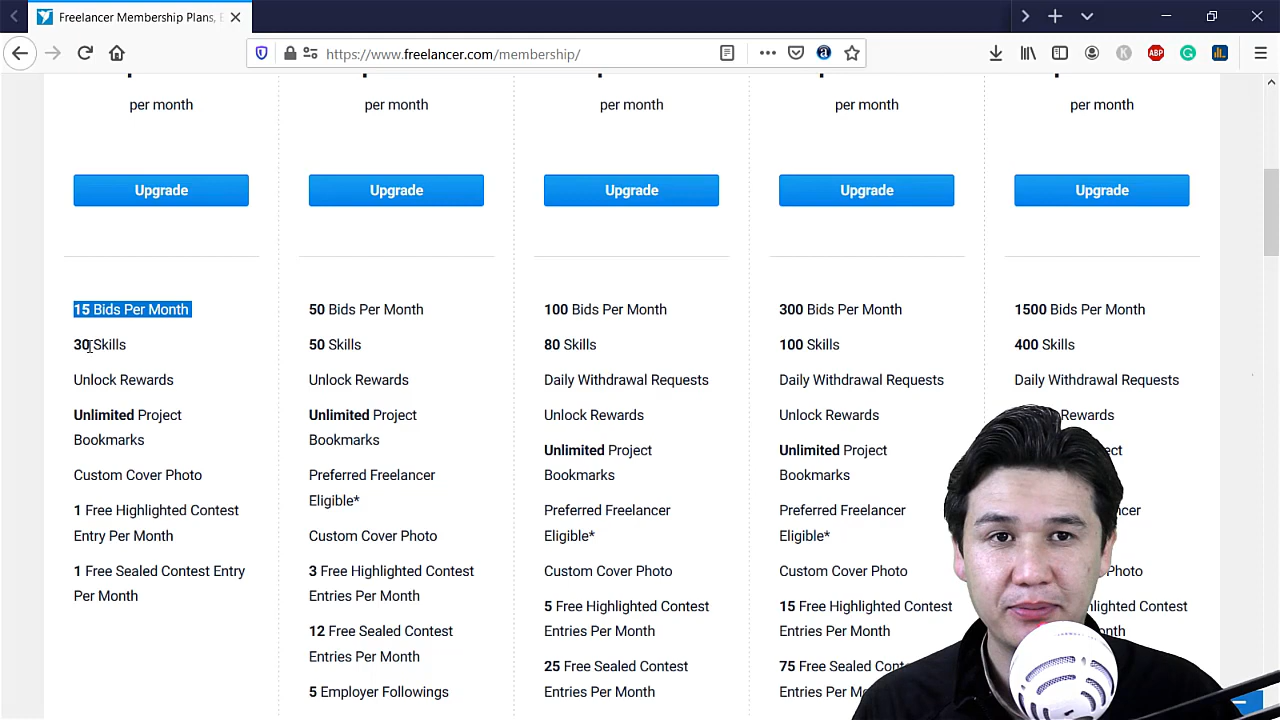 Freelancer Membership Plans,
https://www.freelancer.com/membership/
per month per month per month per month per month
Upgrade Upgrade Upgrade Upgrade Upgrade
15 Bids Per Month
30 Skills
Unlock Rewards
Unlimited Project
Bookmarks
Custom Cover Photo
1 Free Highlighted Contest
Entry Per Month
1 Free Sealed Contest Entry
Per Month
50 Bids Per Month
50 Skills
Unlock Rewards
Unlimited Project
Bookmarks
Preferred Freelancer
Eligible*
Custom Cover Photo
3 Free Highlighted Contest
Entries Per Month
12 Free Sealed Contest
Entries Per Month
5 Employer Followings
100 Bids Per Month
80 Skills
Daily Withdrawal Requests
Unlock Rewards
Unlimited Project
Bookmarks
Preferred Freelancer
Eligible*
Custom Cover Photo
5 Free Highlighted Contest
Entries Per Month
25 Free Sealed Contest
Entries Per Month
300 Bids Per Month
100 Skills
Daily Withdrawal Requests
Unlock Rewards
Unlimited Project
Bookmarks
Preferred Freelancer
Eligible*
Custom Cover Photo
15 Free Highlighted Contest
Entries Per Month
75 Free Sealed
Entries Per
1500 Bids Per Month
400 Skills
Daily Withdrawal Requests
Rewards
Photo
Contest